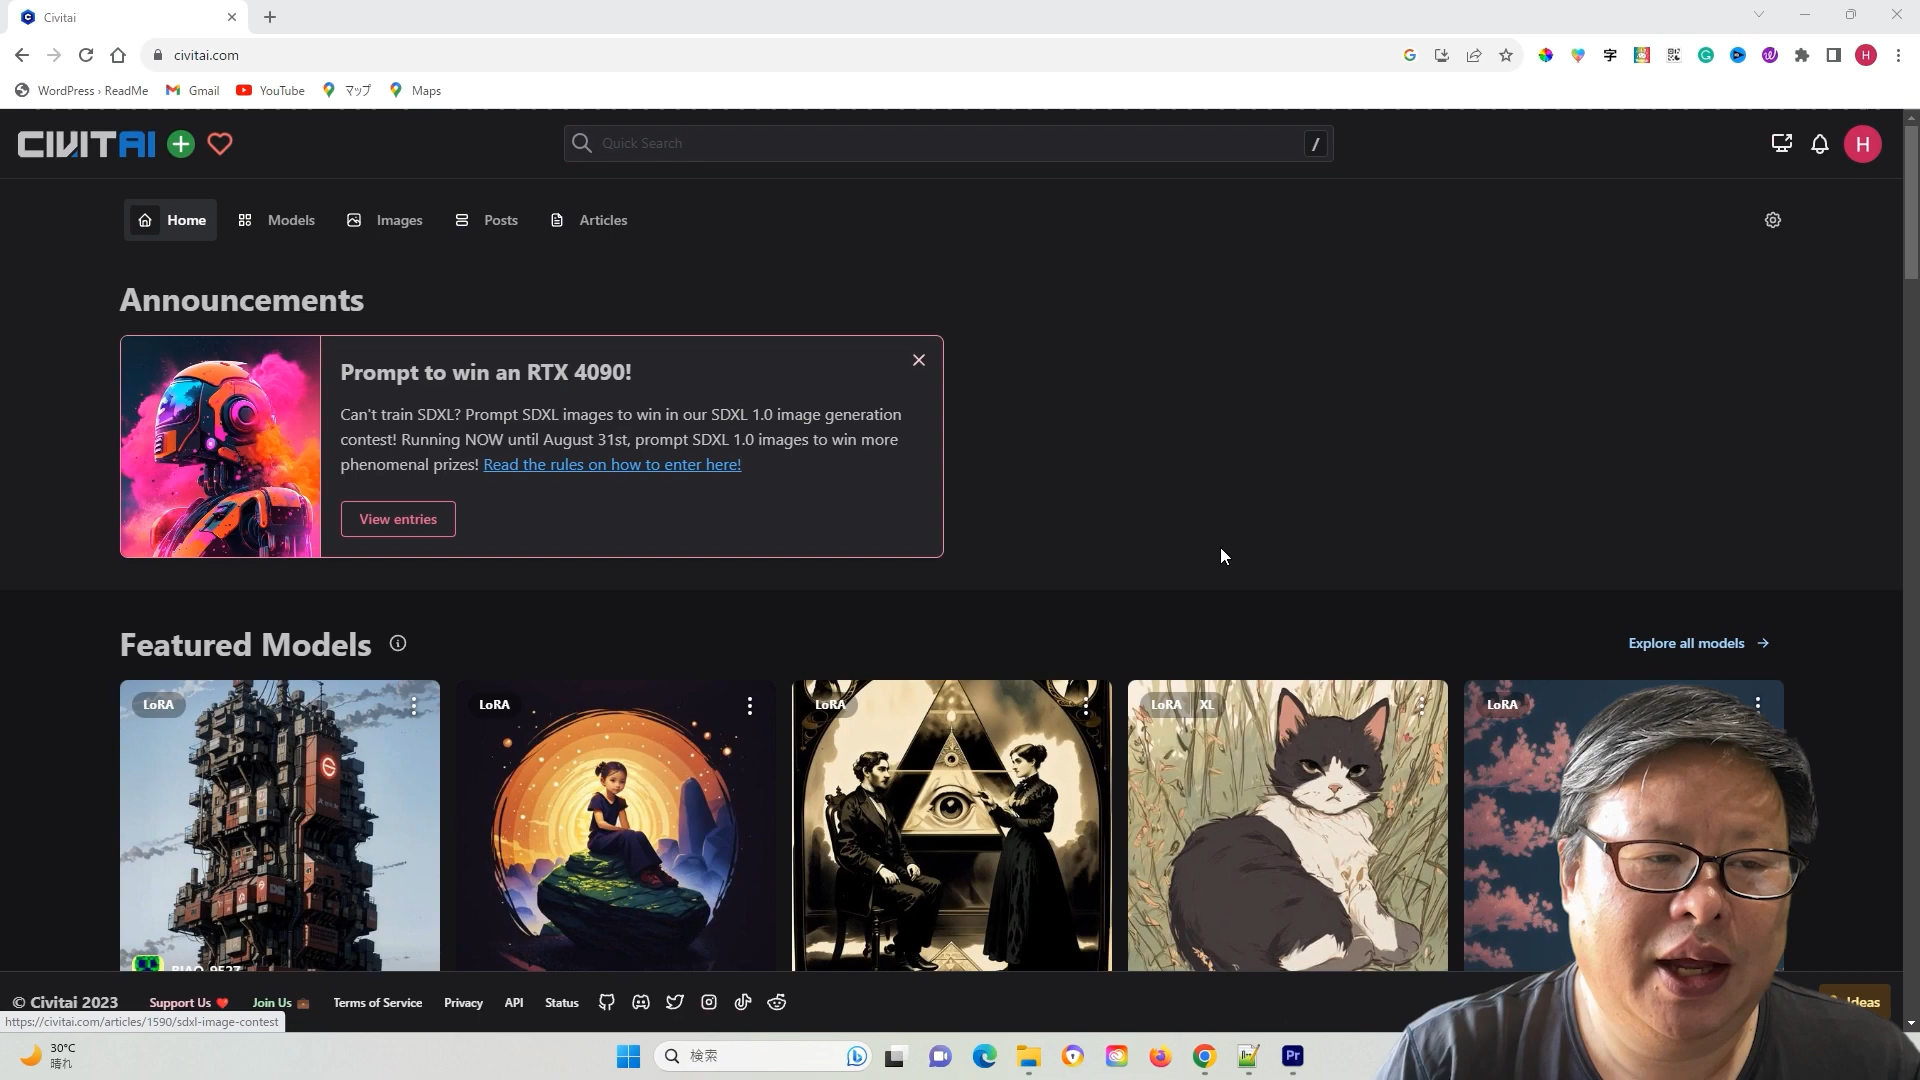 Civitai
civitai.com
WordPress › ReadMe Gmail YouTube マップ Maps
CIVITAI
Quick Search /
H
Home Models Images Posts Articles
Announcements
Prompt to win an RTX 4090!
Can't train SDXL? Prompt SDXL images to win in our SDXL 1.0 image generation
contest! Running NOW until August 31st, prompt SDXL 1.0 images to win more
phenomenal prizes! Read the rules on how to enter here!
View entries
Featured Models
Explore all models
LoRA LoRA LoRA LoRA XL LoRA
© Civitai 2023 Support Us Join Us Terms of Service Privacy API Status Ideas
https://civitai.com/articles/1590/sdxl-image-contest
30°C
晴れ
検索
Pr